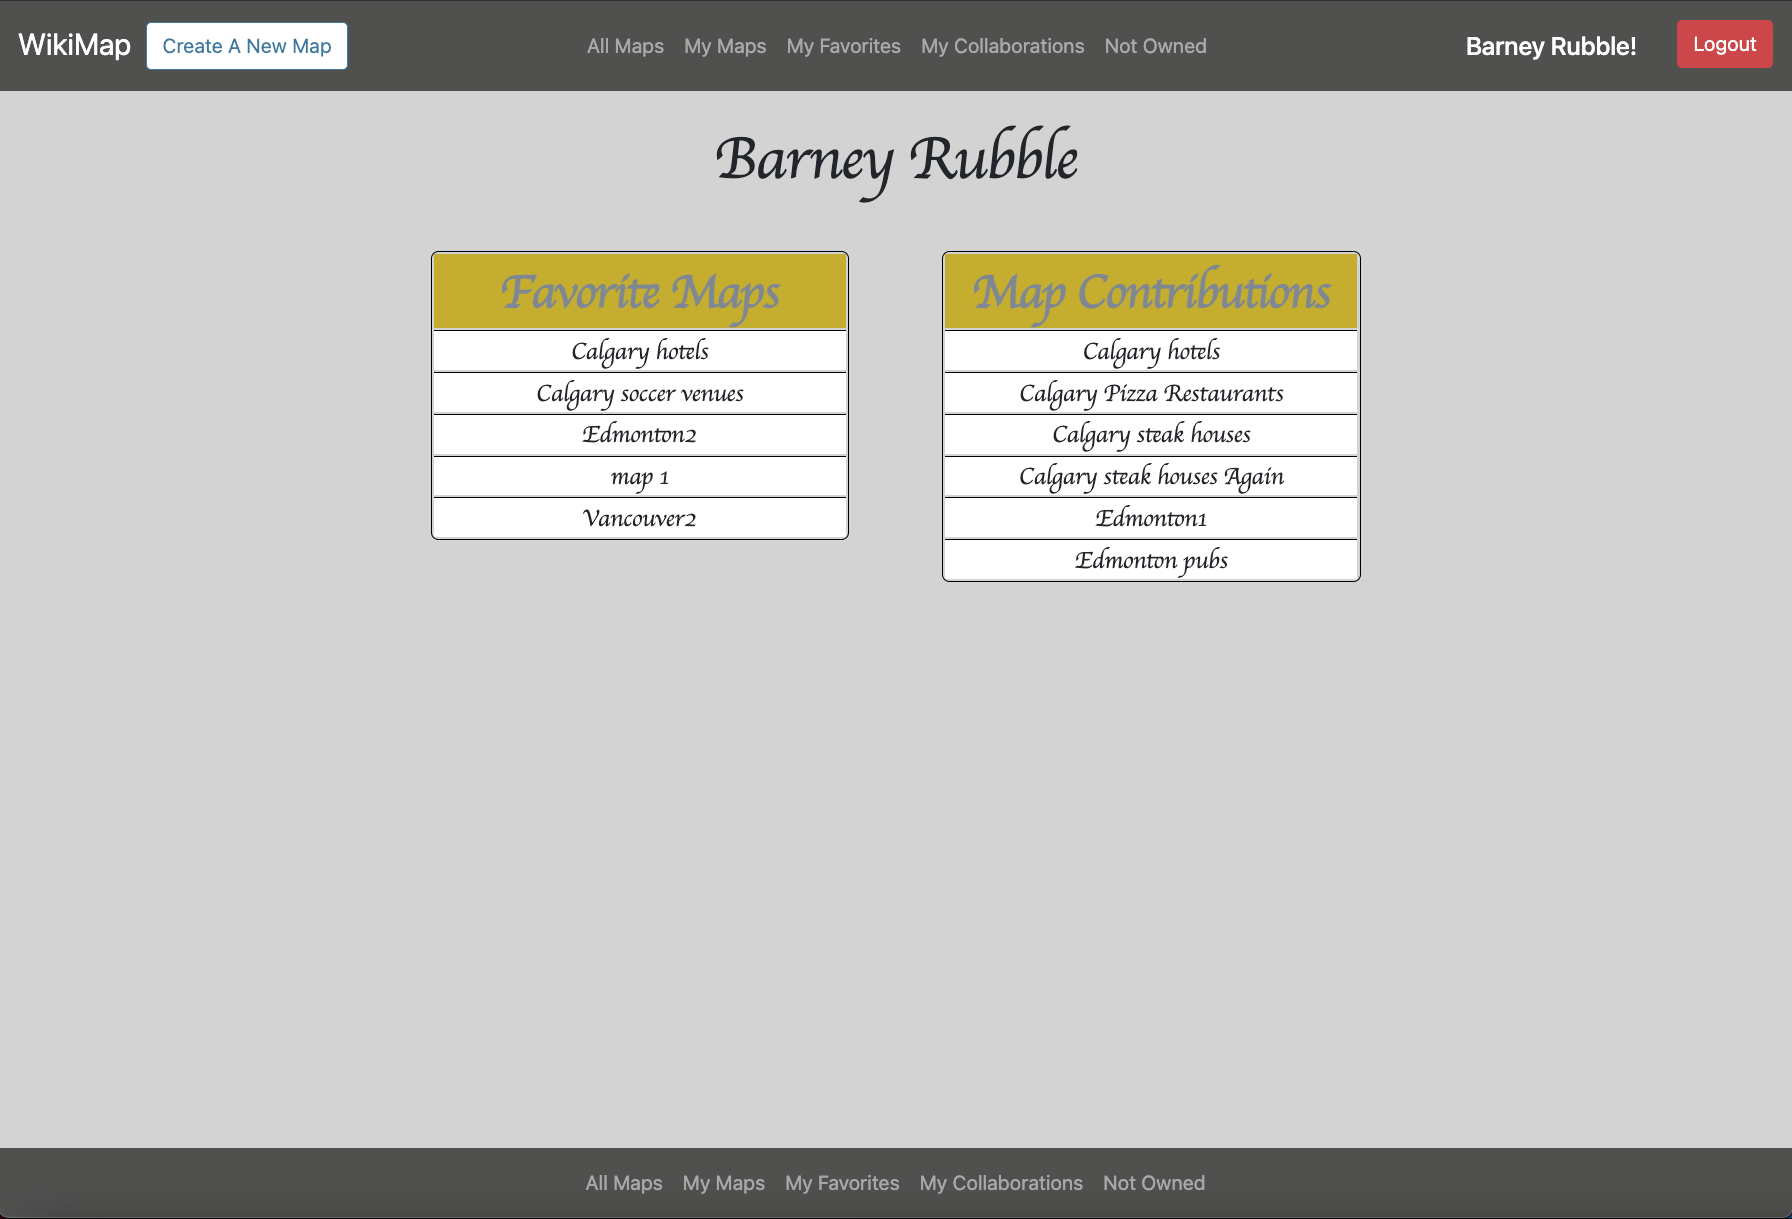 WikiMap Create A New Map All Maps My Maps My Favorites My Collaborations Not Owned Barney Rubble! Logout
Barney Rubble
Favorite Maps
Calgary hotels
Calgary soccer venues
Edmonton2
map 1
Vancouver2
Map Contributions
Calgary hotels
Calgary Pizza Restaurants
Calgary steak houses
Calgary steak houses Again
Edmonton1
Edmonton pubs
All Maps My Maps My Favorites My Collaborations Not Owned